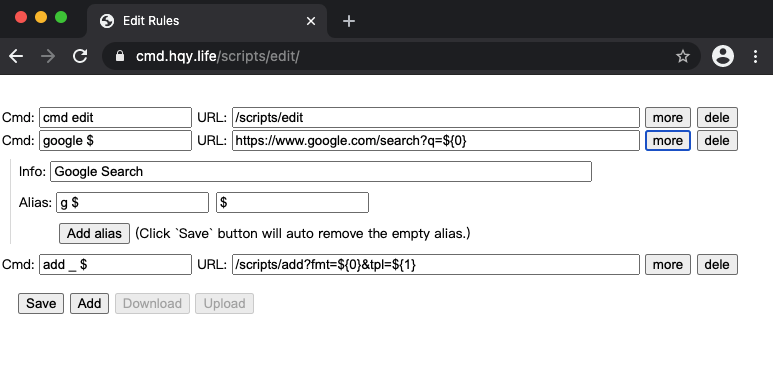 Edit Rules
cmd.hqy.life/scripts/edit/
Cmd: cmd edit URL: /scripts/edit more dele
Cmd: google $ URL: https://www.google.com/search?q=${0} more dele
Info: Google Search
Alias: g $ $
Add alias (Click `Save` button will auto remove the empty alias.)
Cmd: add _ $ URL: /scripts/add?fmt=${0}&tpl=${1} more dele
Save Add Download Upload